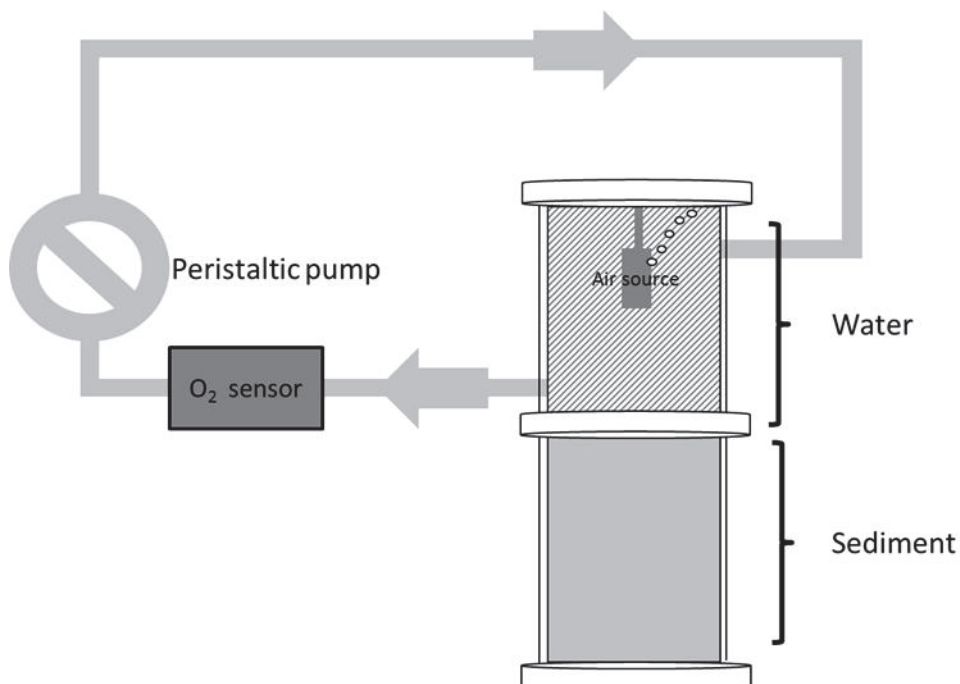 Peristaltic pump
Air source
Water
O₂ sensor
Sediment